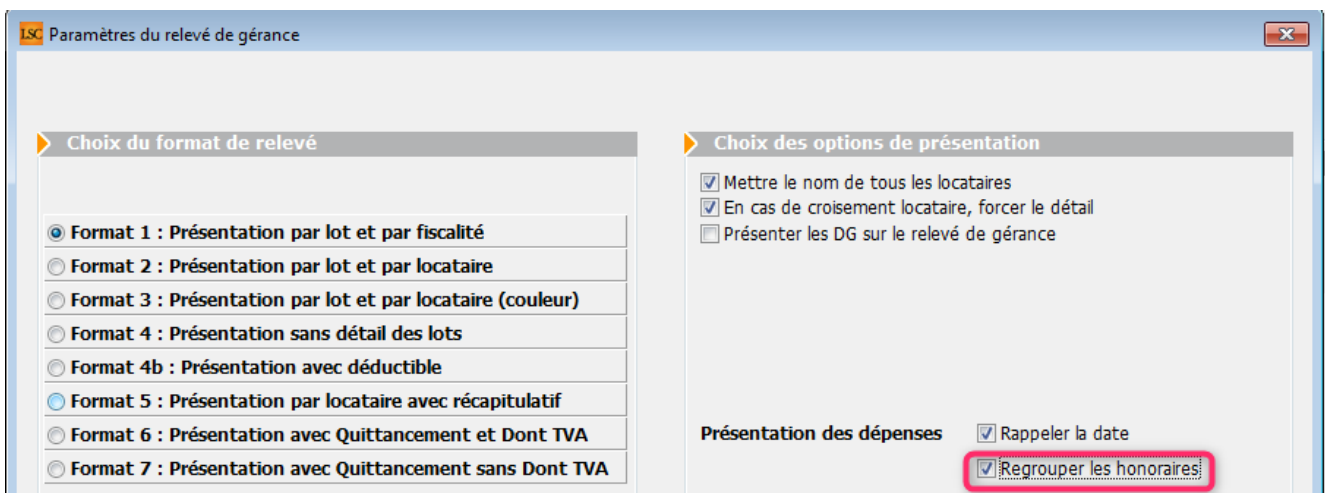 LSC Paramètres du relevé de gérance
Choix du format de relevé
Format 1 : Présentation par lot et par fiscalité
Format 2 : Présentation par lot et par locataire
Format 3 : Présentation par lot et par locataire (couleur)
Format 4 : Présentation sans détail des lots
Format 4b : Présentation avec déductible
Format 5 : Présentation par locataire avec récapitulatif
Format 6 : Présentation avec Quittancement et Dont TVA
Format 7 : Présentation avec Quittancement sans Dont TVA
Choix des options de présentation
Mettre le nom de tous les locataires
En cas de croisement locataire, forcer le détail
Présenter les DG sur le relevé de gérance
Présentation des dépenses Rappeler la date
Regrouper les honoraires